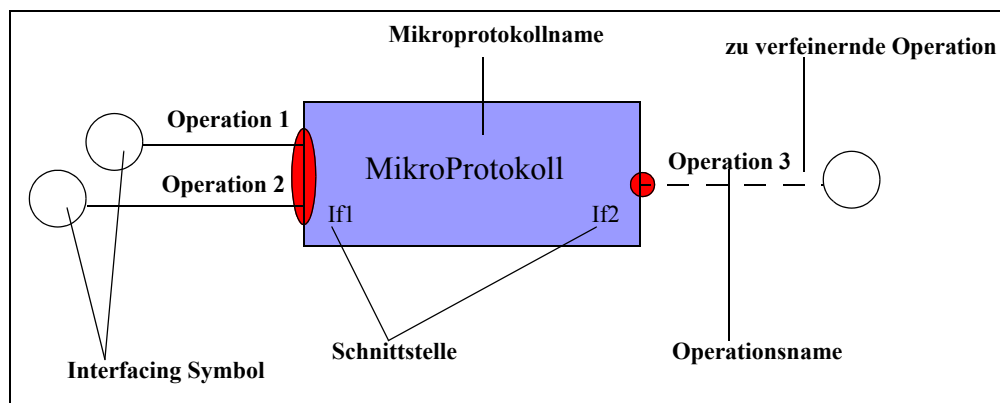 Mikroprotokollname
zu verfeinernde Operation
Operation 1
Operation 2
MikroProtokoll
Operation 3
If1
If2
Interfacing Symbol
Schnittstelle
Operationsname